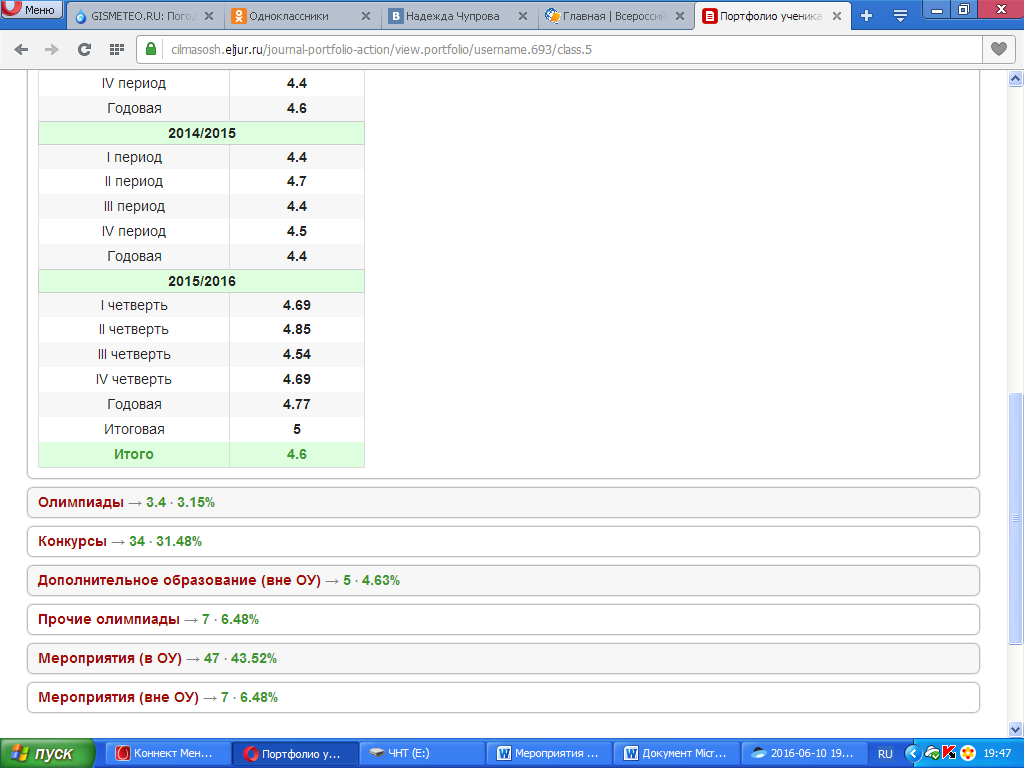 Меню
GISMETEO.RU: Пого
Одноклассники
Надежда Чупрова
Главная | Всеросси
Портфолио ученика
cilmasosh.eljur.ru/journal-portfolio-action/view.portfolio/username.693/class.5
IV период 4.4
Годовая 4.6
2014/2015
I период 4.4
II период 4.7
III период 4.4
IV период 4.5
Годовая 4.4
2015/2016
I четверть 4.69
II четверть 4.85
III четверть 4.54
IV четверть 4.69
Годовая 4.77
Итоговая 5
Итого 4.6
Олимпиады → 3.4 · 3.15%
Конкурсы → 34 · 31.48%
Дополнительное образование (вне ОУ) → 5 · 4.63%
Прочие олимпиады → 7 · 6.48%
Мероприятия (в ОУ) → 47 · 43.52%
Мероприятия (вне ОУ) → 7 · 6.48%
пуск
Коннект Мен...
Портфолио у...
ЧНТ (E:)
Мероприятия ...
Документ Micr...
2016-06-10 19...
RU
19:47